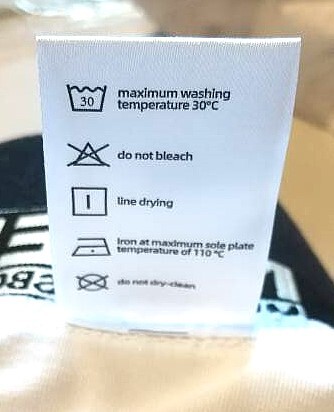 30
maximum washing
temperature 30°C
do not bleach
line drying
Iron at maximum sole plate
temperature of 110 °C
do not dry-clean